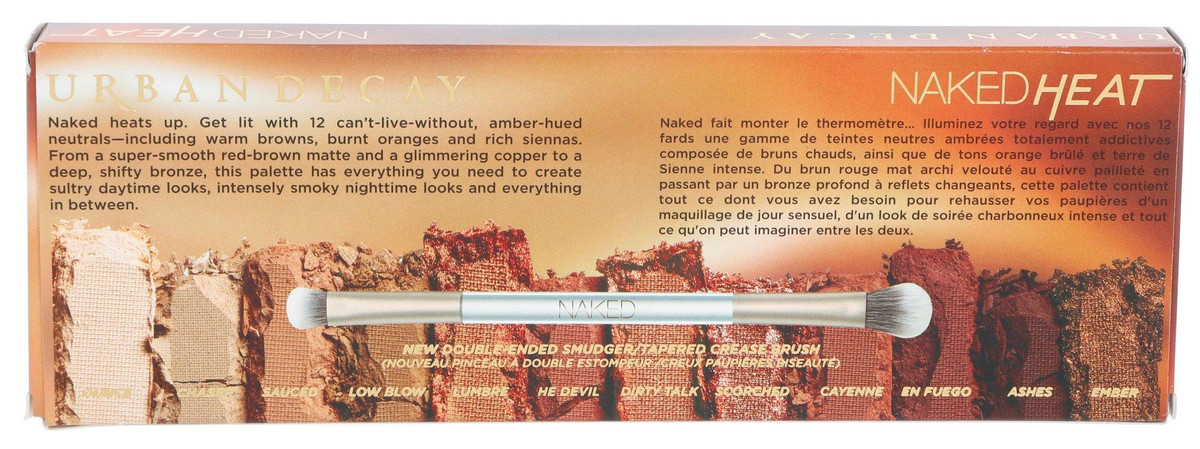 NAKED HEAT
URBAN DECAY
URBAN DECAY
NAKED HEAT
Naked heats up. Get lit with 12 can't-live-without, amber-hued
neutrals—including warm browns, burnt oranges and rich siennas.
From a super-smooth red-brown matte and a glimmering copper to a
deep, shifty bronze, this palette has everything you need to create
sultry daytime looks, intensely smoky nighttime looks and everything
in between.
Naked fait monter le thermomètre... Illuminez votre regard avec nos 12
fards une gamme de teintes neutres ambrées totalement addictives
composée de bruns chauds, ainsi que de tons orange brûlé et terre de
Sienne intense. Du brun rouge mat archi velouté au cuivre pailleté en
passant par un bronze profond à reflets changeants, cette palette contient
tout ce dont vous avez besoin pour rehausser vos paupières d'un
maquillage de jour sensuel, d'un look de soirée charbonneux intense et tout
ce qu'on peut imaginer entre les deux.
NAKED
NEW DOUBLE-ENDED SMUDGER/TAPERED CREASE BRUSH
(NOUVEAU PINCEAU À DOUBLE ESTOMPEUR/CREUX PAUPIÈRES BISEAUTÉ)
CHASER SAUCED LOW BLOW LUMBRE HE DEVIL DIRTY TALK SCORCHED CAYENNE EN FUEGO ASHES EMBER